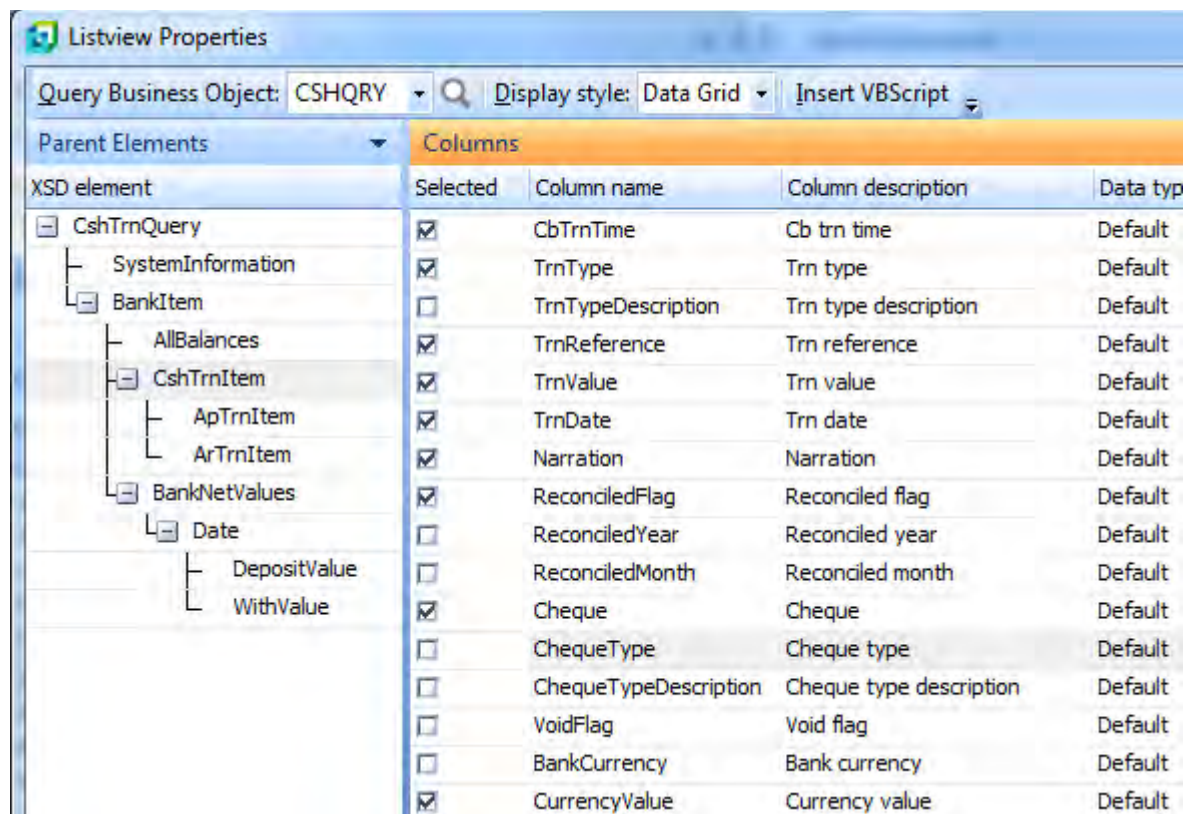 Listview Properties
Query Business Object: CSHQRY Display style: Data Grid Insert VBScript
Parent Elements Columns
XSD element Selected Column name Column description Data typ
CshTrnQuery CbTrnTime Cb trn time Default
SystemInformation TrnType Trn type Default
BankItem TrnTypeDescription Trn type description Default
AllBalances TrnReference Trn reference Default
CshTrnItem TrnValue Trn value Default
ApTrnItem TrnDate Trn date Default
ArTrnItem Narration Narration Default
BankNetValues ReconciledFlag Reconciled flag Default
Date ReconciledYear Reconciled year Default
DepositValue ReconciledMonth Reconciled month Default
WithValue Cheque Cheque Default
ChequeType Cheque type Default
ChequeTypeDescription Cheque type description Default
VoidFlag Void flag Default
BankCurrency Bank currency Default
CurrencyValue Currency value Default